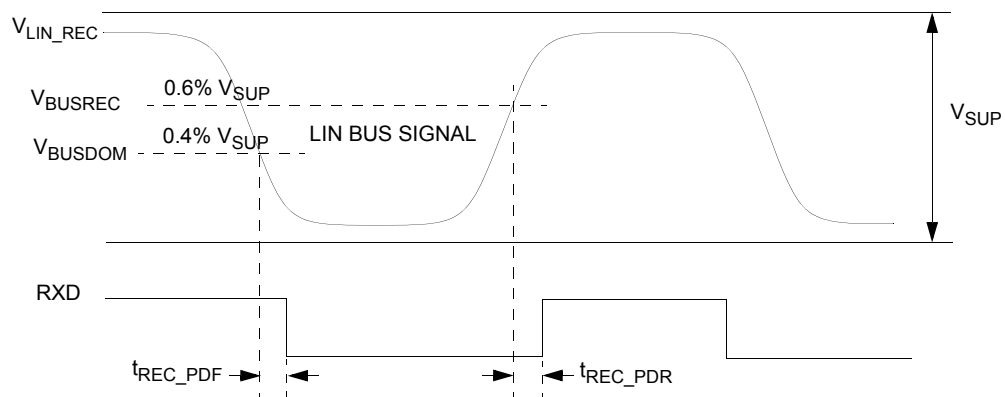 V_LIN_REC
0.6% V_SUP
V_BUSREC
V_SUP
0.4% V_SUP
LIN BUS SIGNAL
V_BUSDOM
RXD
t_REC_PDF
t_REC_PDR